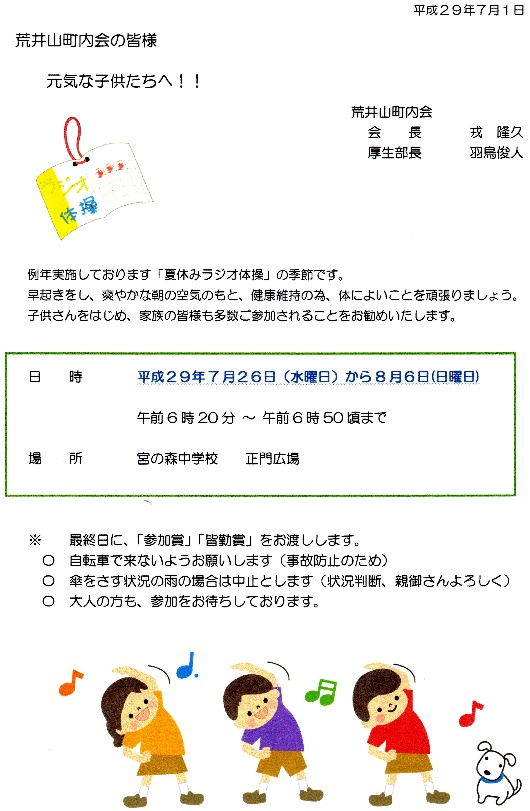 平成２９年７月１日
荒井山町内会の皆様
元気な子供たちへ！！
荒井山町内会
会　　長　　　戎　隆久
厚生部長　　　羽鳥俊人
ラジオ
体操
例年実施しております「夏休みラジオ体操」の季節です。
早起きをし、爽やかな朝の空気のもと、健康維持の為、体によいことを頑張りましょう。
子供さんをはじめ、家族の皆様も多数ご参加されることをお勧めいたします。
日　　時　　　平成２９年７月２６日（水曜日）から８月６日(日曜日)
午前６時２０分 ～ 午前６時５０頃まで
場　　所　　　宮の森中学校　　正門広場
※　　最終日に、「参加賞」「皆勤賞」をお渡しします。
○　自転車で来ないようお願いします（事故防止のため）
○　傘をさす状況の雨の場合は中止とします（状況判断、親御さんよろしく）
○　大人の方も、参加をお待ちしております。